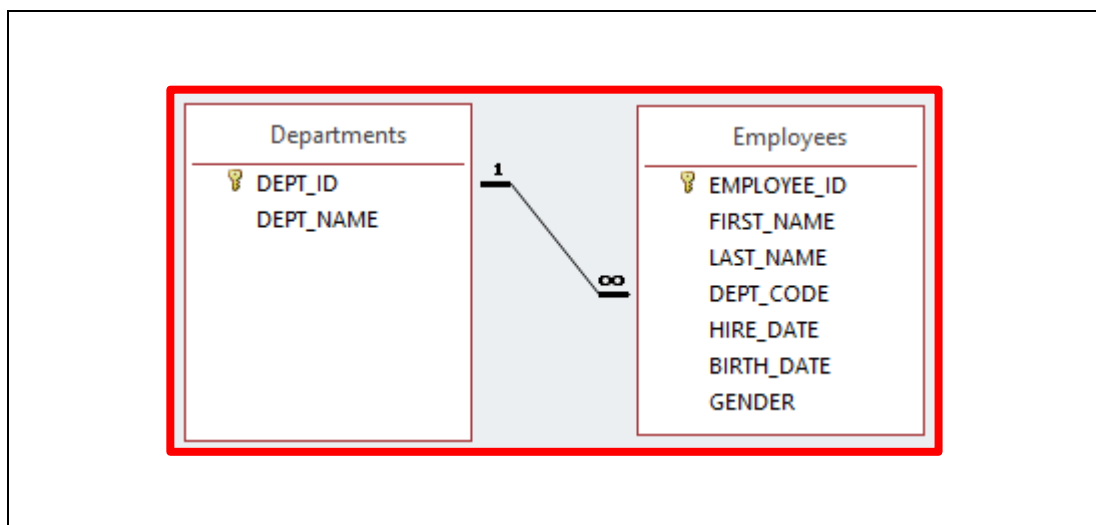 Departments
DEPT_ID
DEPT_NAME
1
∞
Employees
EMPLOYEE_ID
FIRST_NAME
LAST_NAME
DEPT_CODE
HIRE_DATE
BIRTH_DATE
GENDER